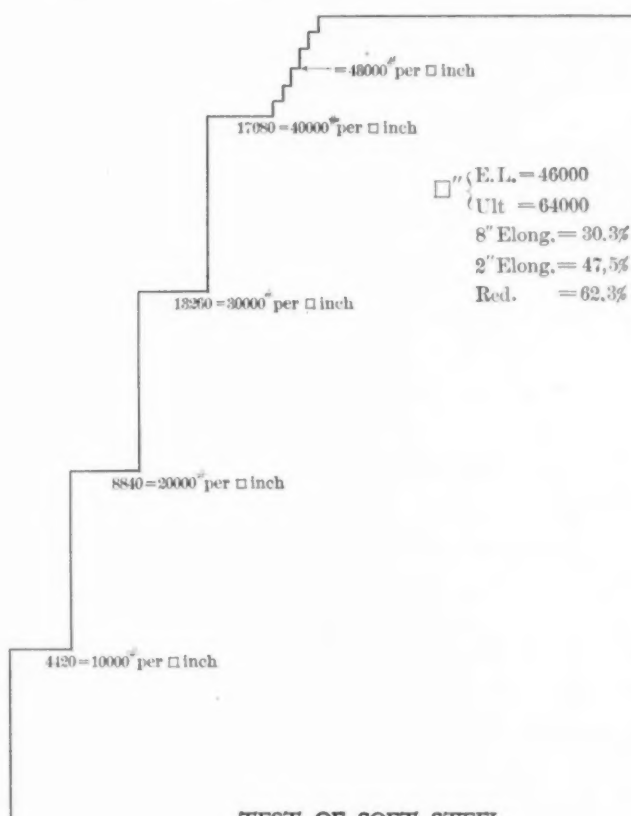 =48000# per □ inch
17080=40000# per □ inch
□" { E.L.=46000
Ult =64000
8" Elong.=30.3%
2" Elong.=47.5%
Red. =62.3%
13260=30000# per □ inch
8840=20000# per □ inch
4420=10000# per □ inch
TEST OF SOFT STEEL